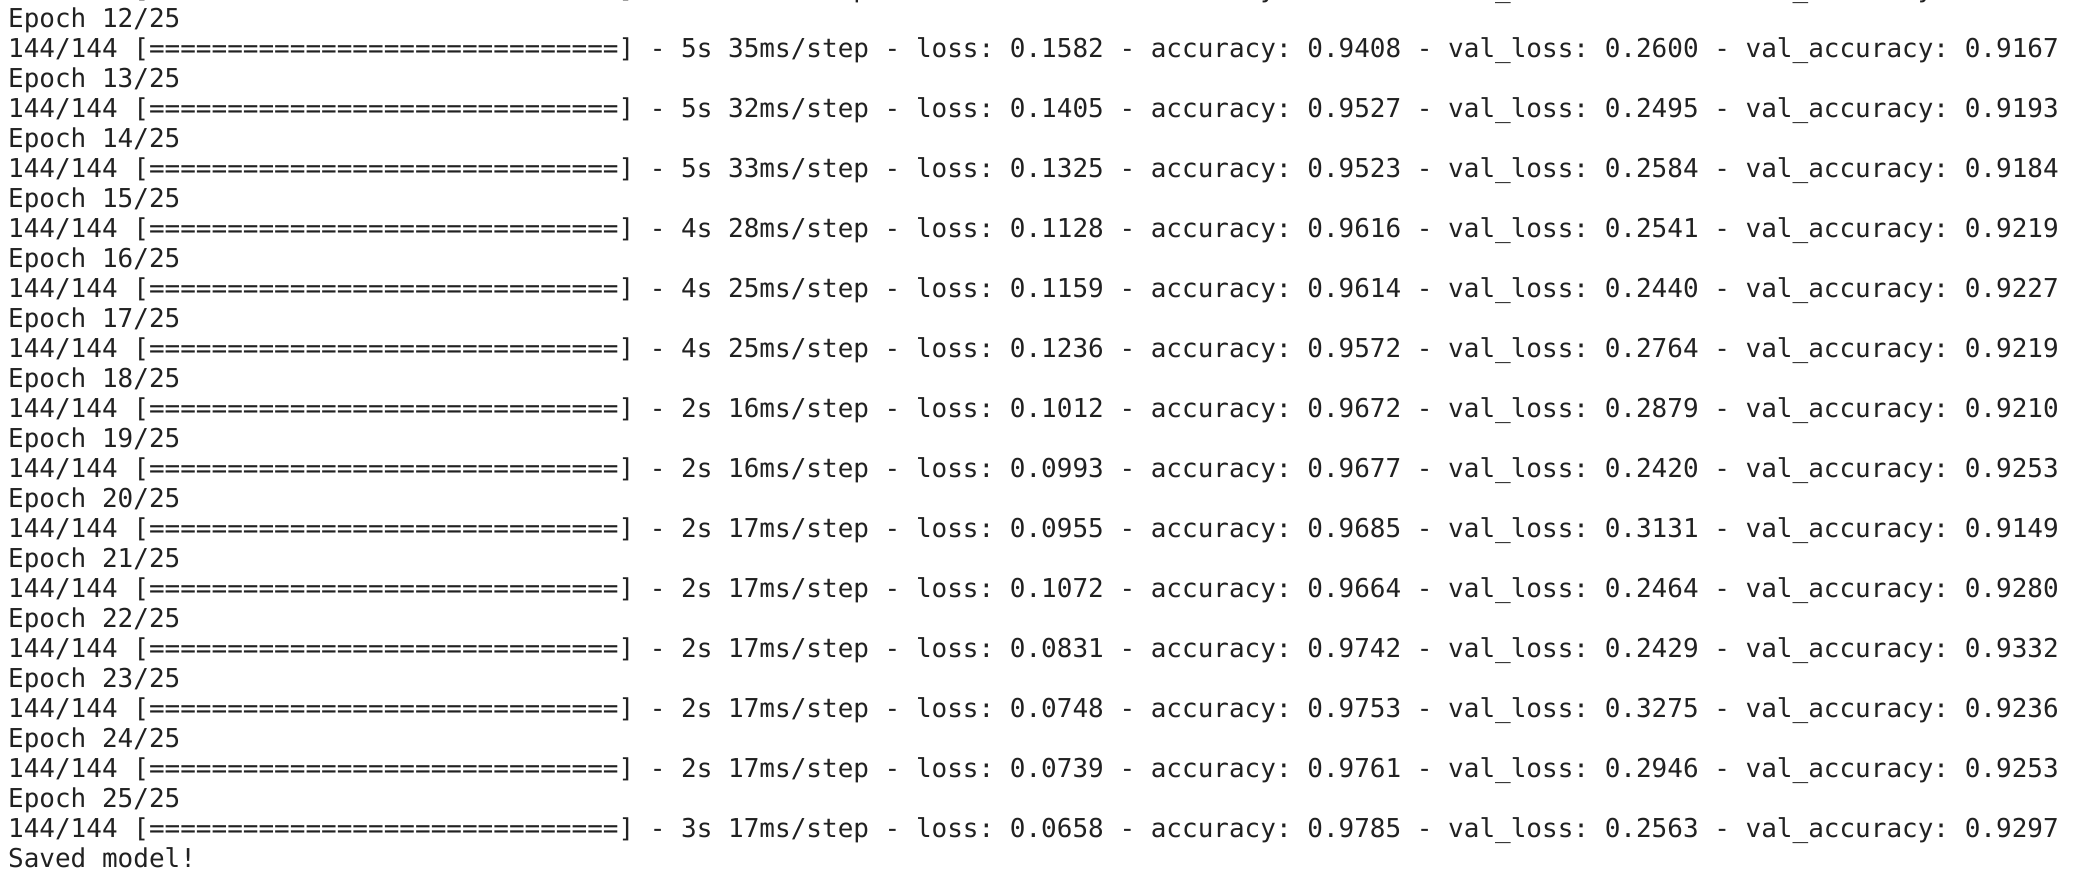 Epoch 12/25
144/144 [==============================] - 5s 35ms/step - loss: 0.1582 - accuracy: 0.9408 - val_loss: 0.2600 - val_accuracy: 0.9167
Epoch 13/25
144/144 [==============================] - 5s 32ms/step - loss: 0.1405 - accuracy: 0.9527 - val_loss: 0.2495 - val_accuracy: 0.9193
Epoch 14/25
144/144 [==============================] - 5s 33ms/step - loss: 0.1325 - accuracy: 0.9523 - val_loss: 0.2584 - val_accuracy: 0.9184
Epoch 15/25
144/144 [==============================] - 4s 28ms/step - loss: 0.1128 - accuracy: 0.9616 - val_loss: 0.2541 - val_accuracy: 0.9219
Epoch 16/25
144/144 [==============================] - 4s 25ms/step - loss: 0.1159 - accuracy: 0.9614 - val_loss: 0.2440 - val_accuracy: 0.9227
Epoch 17/25
144/144 [==============================] - 4s 25ms/step - loss: 0.1236 - accuracy: 0.9572 - val_loss: 0.2764 - val_accuracy: 0.9219
Epoch 18/25
144/144 [==============================] - 2s 16ms/step - loss: 0.1012 - accuracy: 0.9672 - val_loss: 0.2879 - val_accuracy: 0.9210
Epoch 19/25
144/144 [==============================] - 2s 16ms/step - loss: 0.0993 - accuracy: 0.9677 - val_loss: 0.2420 - val_accuracy: 0.9253
Epoch 20/25
144/144 [==============================] - 2s 17ms/step - loss: 0.0955 - accuracy: 0.9685 - val_loss: 0.3131 - val_accuracy: 0.9149
Epoch 21/25
144/144 [==============================] - 2s 17ms/step - loss: 0.1072 - accuracy: 0.9664 - val_loss: 0.2464 - val_accuracy: 0.9280
Epoch 22/25
144/144 [==============================] - 2s 17ms/step - loss: 0.0831 - accuracy: 0.9742 - val_loss: 0.2429 - val_accuracy: 0.9332
Epoch 23/25
144/144 [==============================] - 2s 17ms/step - loss: 0.0748 - accuracy: 0.9753 - val_loss: 0.3275 - val_accuracy: 0.9236
Epoch 24/25
144/144 [==============================] - 2s 17ms/step - loss: 0.0739 - accuracy: 0.9761 - val_loss: 0.2946 - val_accuracy: 0.9253
Epoch 25/25
144/144 [==============================] - 3s 17ms/step - loss: 0.0658 - accuracy: 0.9785 - val_loss: 0.2563 - val_accuracy: 0.9297
Saved model!